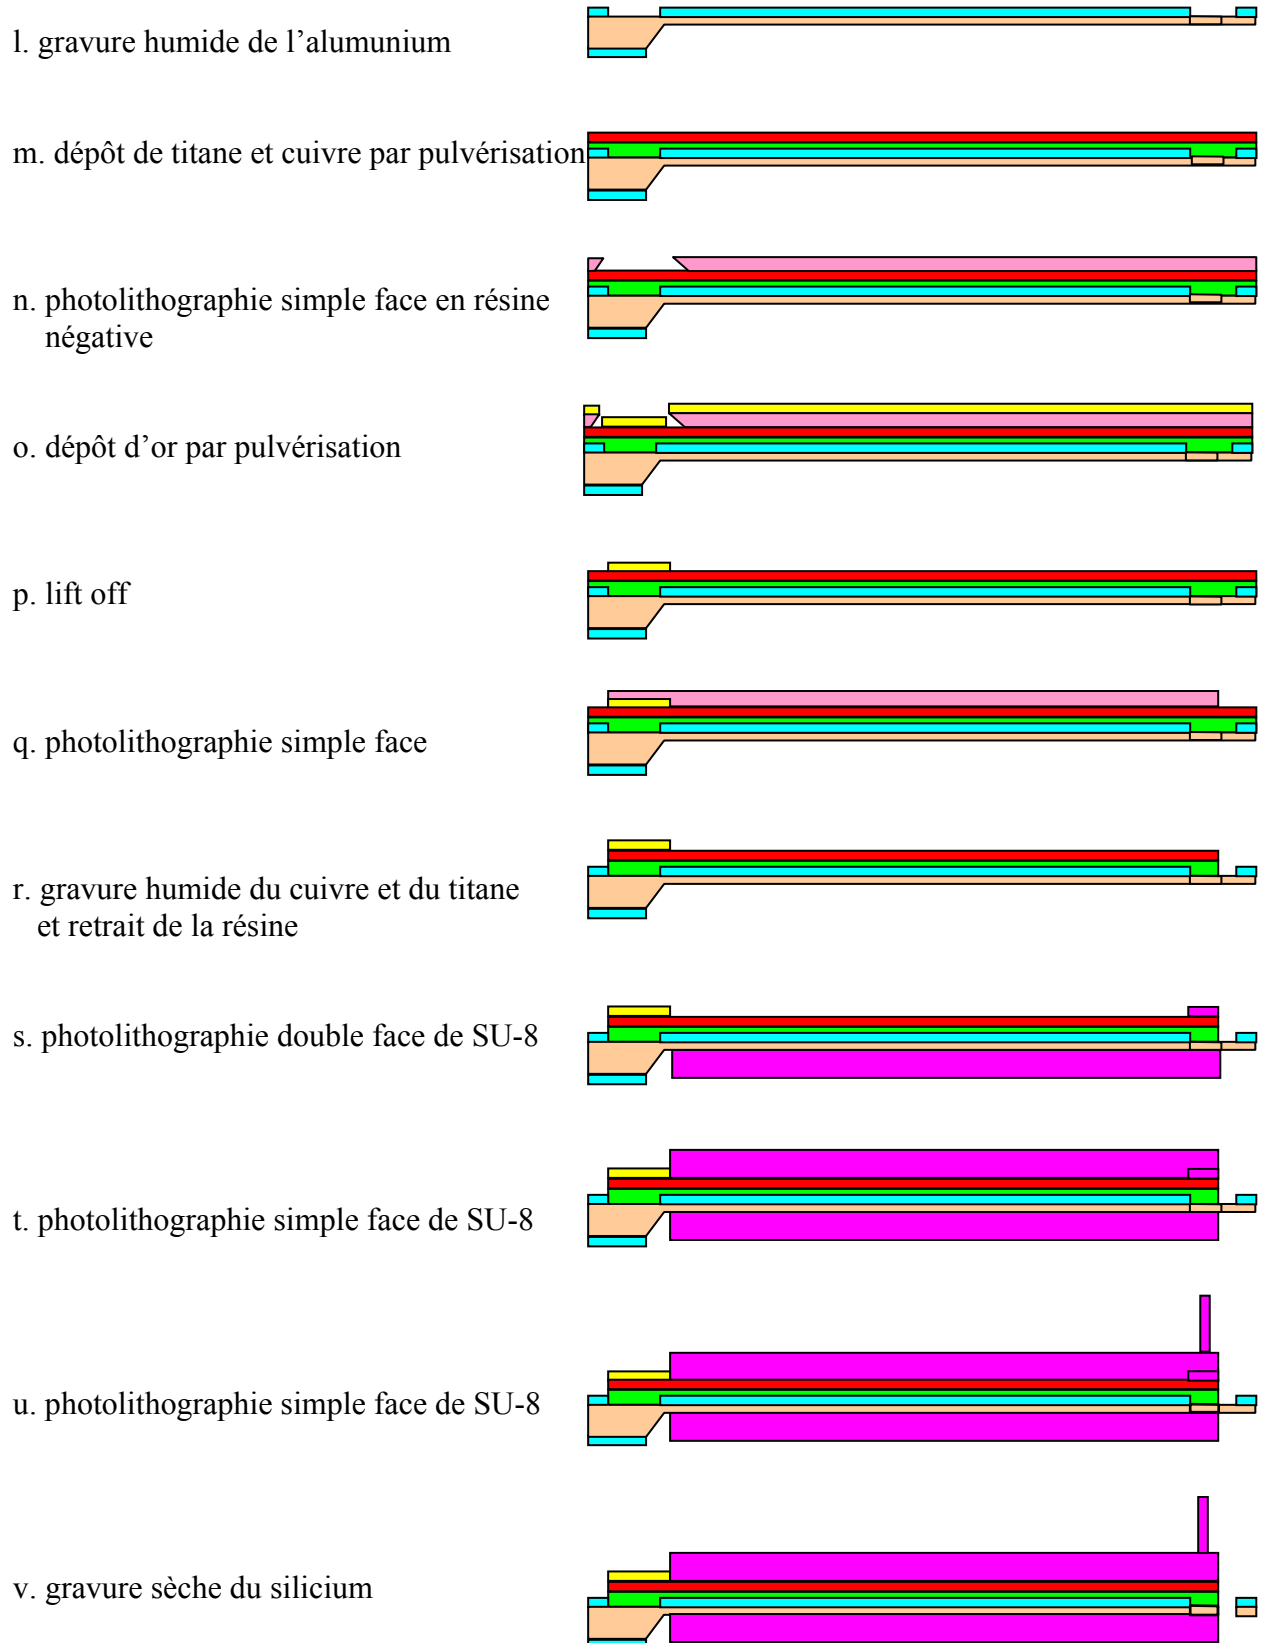 l. gravure humide de l’alumunium
m. dépôt de titane et cuivre par pulvérisation
n. photolithographie simple face en résine
négative
o. dépôt d’or par pulvérisation
p. lift off
q. photolithographie simple face
r. gravure humide du cuivre et du titane
et retrait de la résine
s. photolithographie double face de SU-8
t. photolithographie simple face de SU-8
u. photolithographie simple face de SU-8
v. gravure sèche du silicium